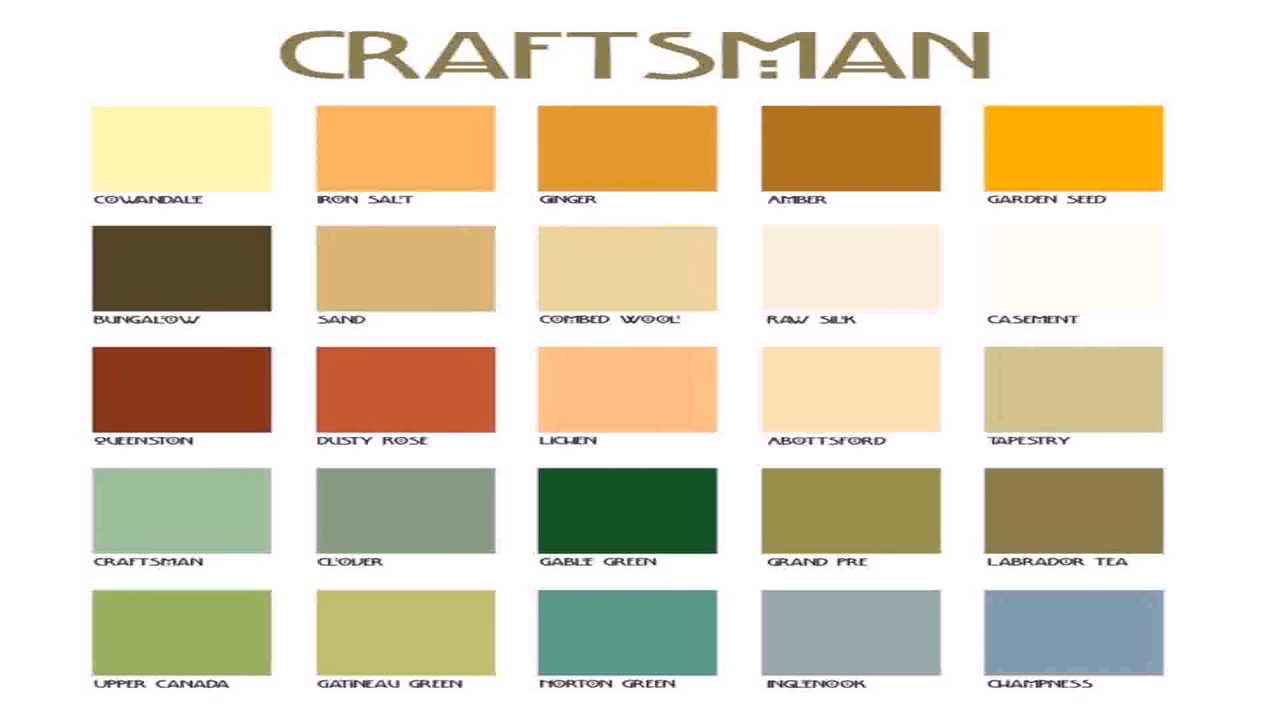 CRAFTSMAN
COWANDALE IRON SALT GINGER AMBER GARDEN SEED
BUNGALOW SAND COMBED WOOL RAW SILK CASEMENT
QUEENSTON DUSTY ROSE LICHEN ABOTTSFORD TAPESTRY
CRAFTSMAN CLOVER GABLE GREEN GRAND PRE LABRADOR TEA
UPPER CANADA GATINEAU GREEN NORTON GREEN INGLENOOK CHAMPNESS